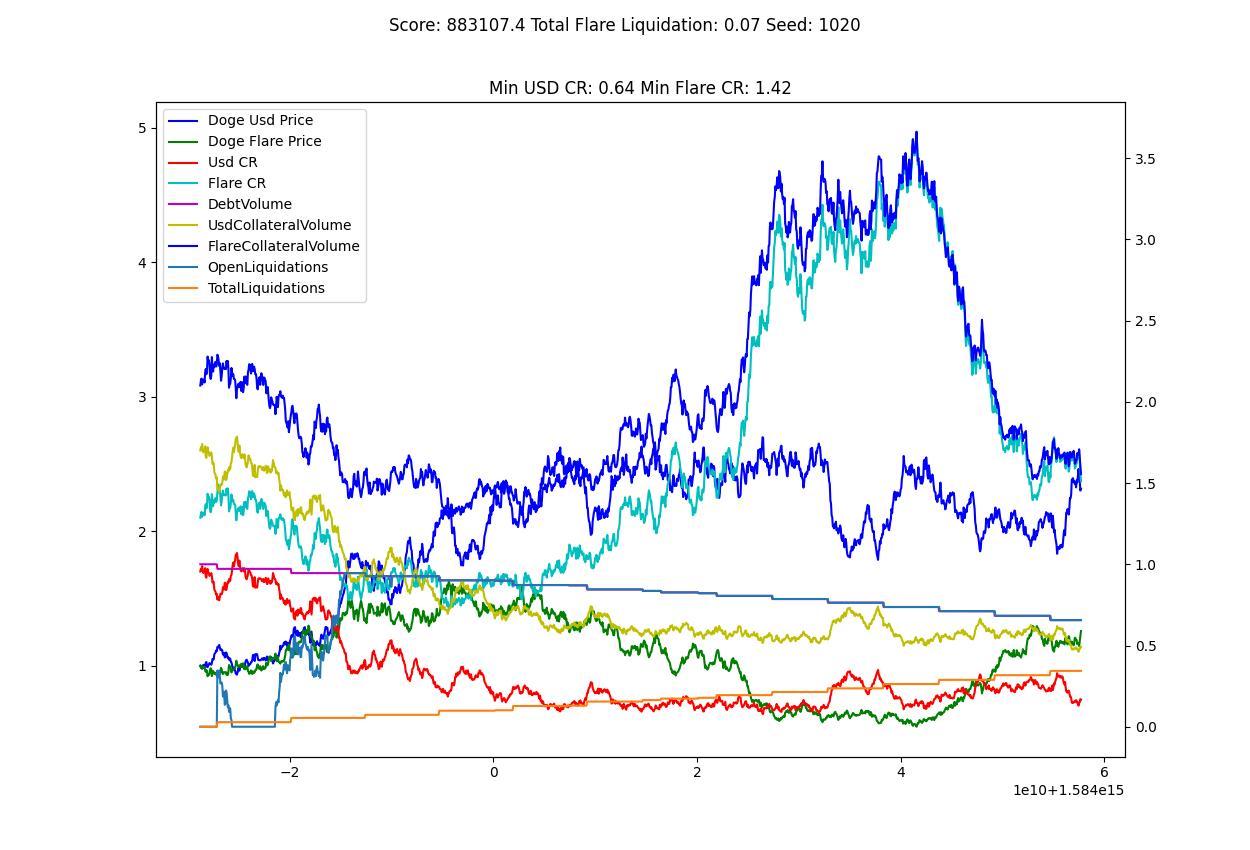 Score: 883107.4 Total Flare Liquidation: 0.07 Seed: 1020
Min USD CR: 0.64 Min Flare CR: 1.42
Doge Usd Price
Doge Flare Price
Usd CR
Flare CR
DebtVolume
UsdCollateralVolume
FlareCollateralVolume
OpenLiquidations
TotalLiquidations
5
4
3
2
1
3.5
3.0
2.5
2.0
1.5
1.0
0.5
0.0
−2 0 2 4 6
1e10+1.584e15